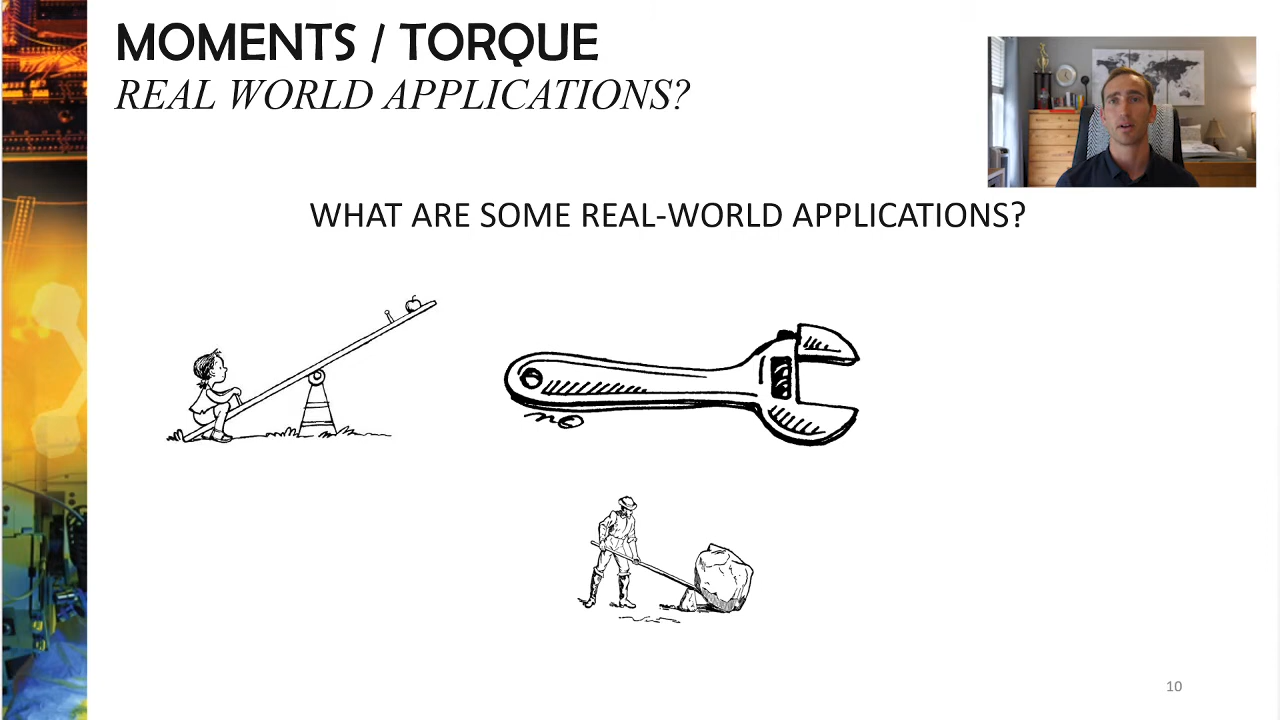 MOMENTS / TORQUE
REAL WORLD APPLICATIONS?
WHAT ARE SOME REAL-WORLD APPLICATIONS?
10